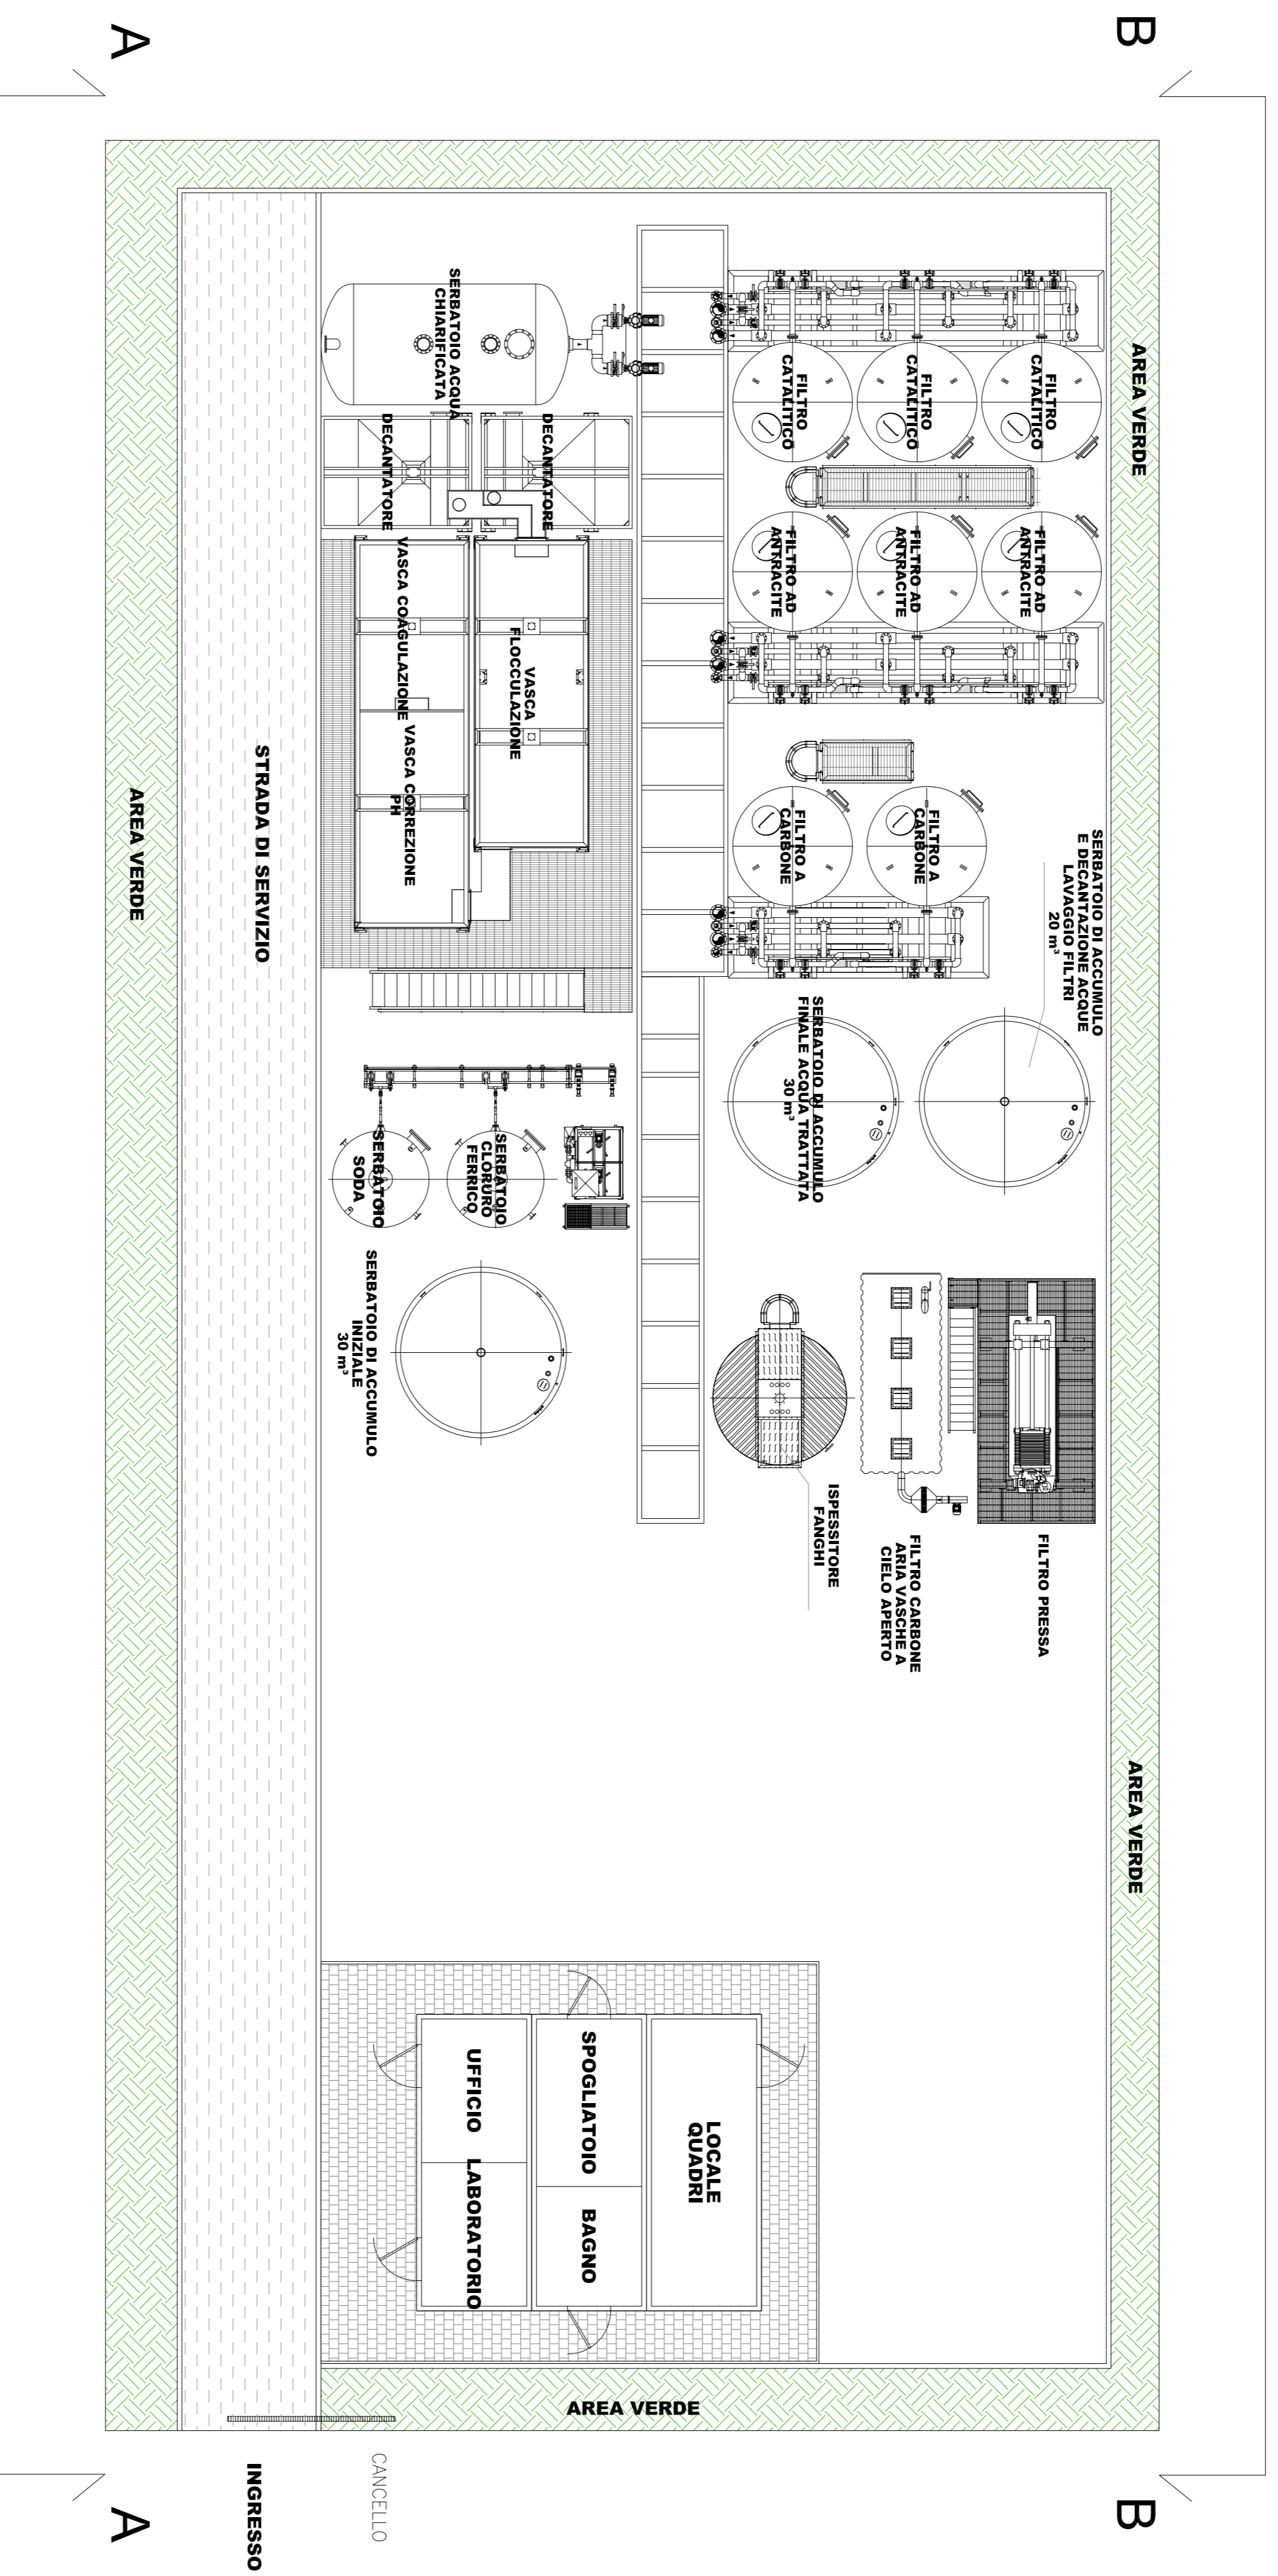 A
B
AREA VERDE
SERBATOIO ACQUA
CHIARIFICATA
FILTRO
CATALITICO
FILTRO
CATALITICO
FILTRO
CATALITICO
DECANTATORE
DECANTATORE
FILTRO AD
ANTRACITE
FILTRO AD
ANTRACITE
FILTRO AD
ANTRACITE
VASCA COAGULAZIONE
VASCA
FLOCCULAZIONE
VASCA CORREZIONE
PH
STRADA DI SERVIZIO
AREA VERDE
FILTRO A
CARBONE
FILTRO A
CARBONE
SERBATOIO DI ACCUMULO
E DECANTAZIONE ACQUE
LAVAGGIO FILTRI
20 m³
SERBATOIO DI ACCUMULO
FINALE ACQUA TRATTATA
30 m³
SERBATOIO
SODA
SERBATOIO
CLORURO
FERRICO
SERBATOIO DI ACCUMULO
INIZIALE
30 m³
ISPESSITORE
FANGHI
FILTRO CARBONE
ARIA VASCHE A
CIELO APERTO
FILTRO PRESSA
AREA VERDE
UFFICIO
SPOGLIATOIO
LOCALE
QUADRI
LABORATORIO
BAGNO
AREA VERDE
CANCELLO
INGRESSO
A
B